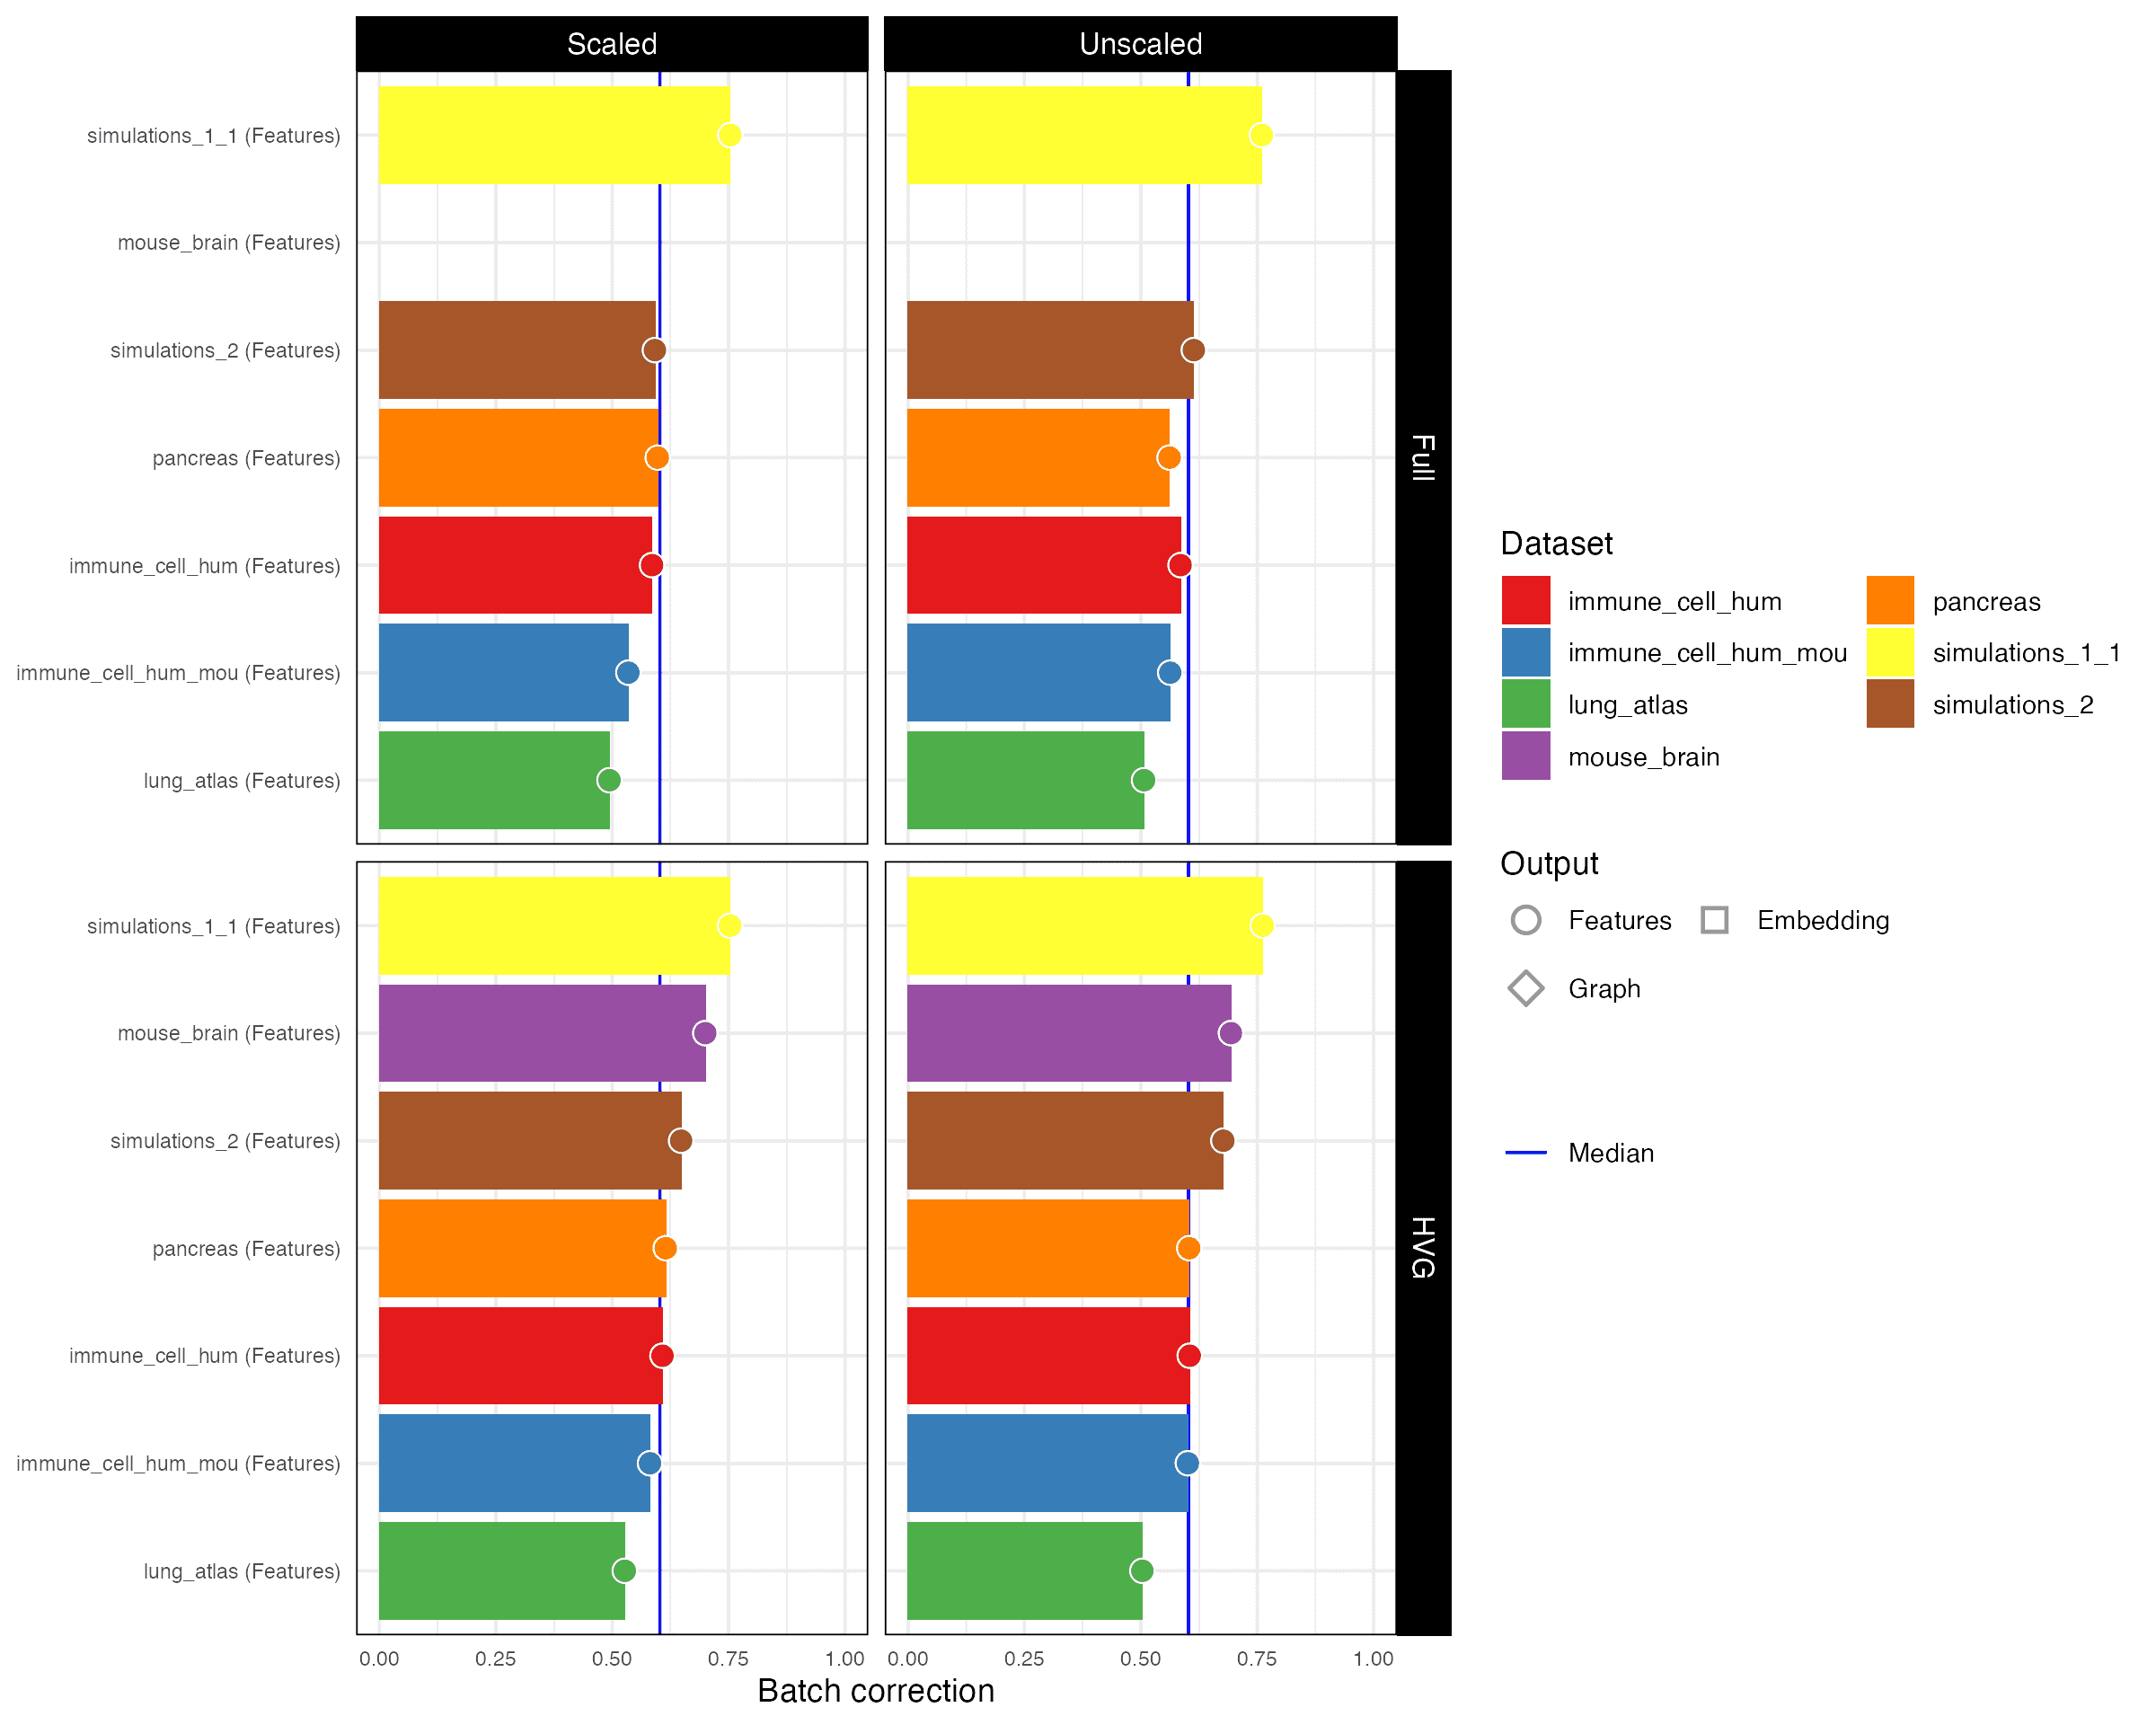 Scaled
Unscaled
Full
simulations_1_1 (Features)
mouse_brain (Features)
simulations_2 (Features)
pancreas (Features)
immune_cell_hum (Features)
immune_cell_hum_mou (Features)
lung_atlas (Features)
HVG
simulations_1_1 (Features)
mouse_brain (Features)
simulations_2 (Features)
pancreas (Features)
immune_cell_hum (Features)
immune_cell_hum_mou (Features)
lung_atlas (Features)
0.00 0.25 0.50 0.75 1.00
0.00 0.25 0.50 0.75 1.00
Batch correction
Dataset
immune_cell_hum
immune_cell_hum_mou
lung_atlas
mouse_brain
pancreas
simulations_1_1
simulations_2
Output
Features
Embedding
Graph
Median